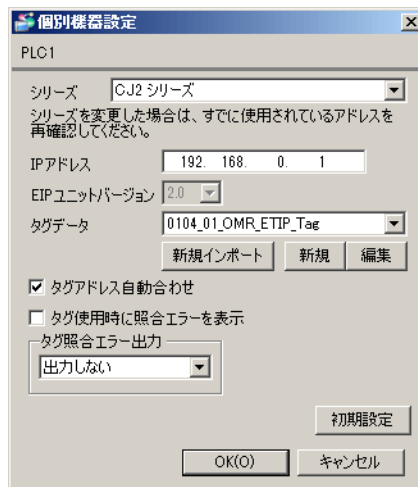 個別機器設定
PLC1
シリーズ CJ2 シリーズ
シリーズを変更した場合は、すでに使用されているアドレスを
再確認してください。
IPアドレス 192. 168. 0. 1
EIPユニットバージョン 2.0
タグデータ 0104_01_OMR_ETIP_Tag
新規インポート 新規 編集
タグアドレス自動合わせ
タグ使用時に照合エラーを表示
タグ照合エラー出力
出力しない
初期設定
OK(O) キャンセル